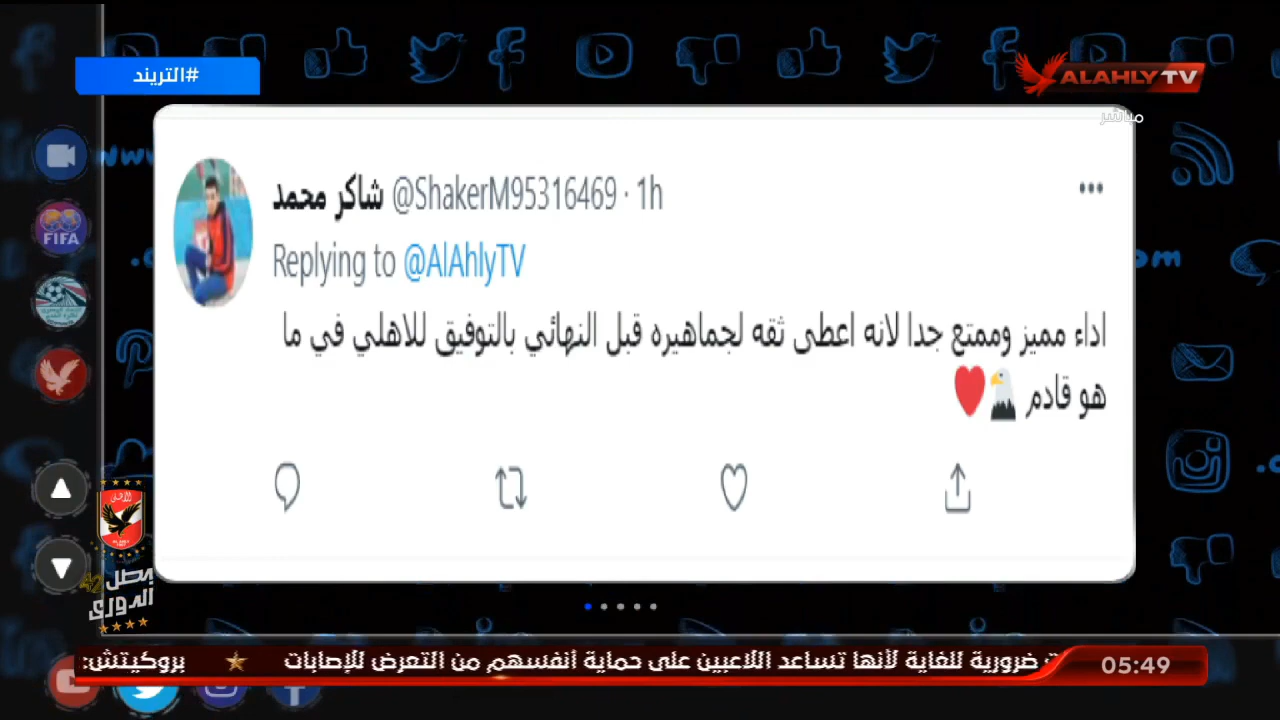 #التريند
ALAHLY TV
مباشر
شاكر محمد @ShakerM95316469 · 1h
Replying to @AlAhlyTV
اداء مميز وممتع جدا لانه اعطى ثقه لجماهيره قبل النهائي بالتوفيق للاهلي في ما
هو قادم 🦅❤️
FIFA
الأهلي
بطل الدوري
ضرورية للغاية لأنها تساعد اللاعبين على حماية أنفسهم من التعرض للإصابات ★ بروكيتش:
05:49